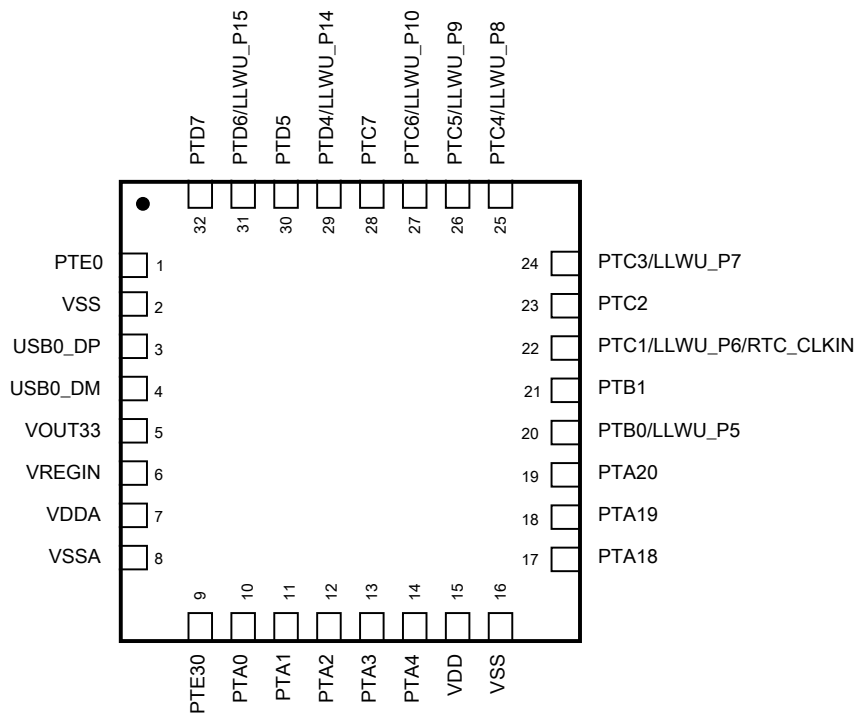 PTD7
PTD6/LLWU_P15
PTD5
PTD4/LLWU_P14
PTC7
PTC6/LLWU_P10
PTC5/LLWU_P9
PTC4/LLWU_P8
32
31
30
29
28
27
26
25
PTE0 1
VSS 2
USB0_DP 3
USB0_DM 4
VOUT33 5
VREGIN 6
VDDA 7
VSSA 8
24 PTC3/LLWU_P7
23 PTC2
22 PTC1/LLWU_P6/RTC_CLKIN
21 PTB1
20 PTB0/LLWU_P5
19 PTA20
18 PTA19
17 PTA18
9
10
11
12
13
14
15
16
PTE30
PTA0
PTA1
PTA2
PTA3
PTA4
VDD
VSS